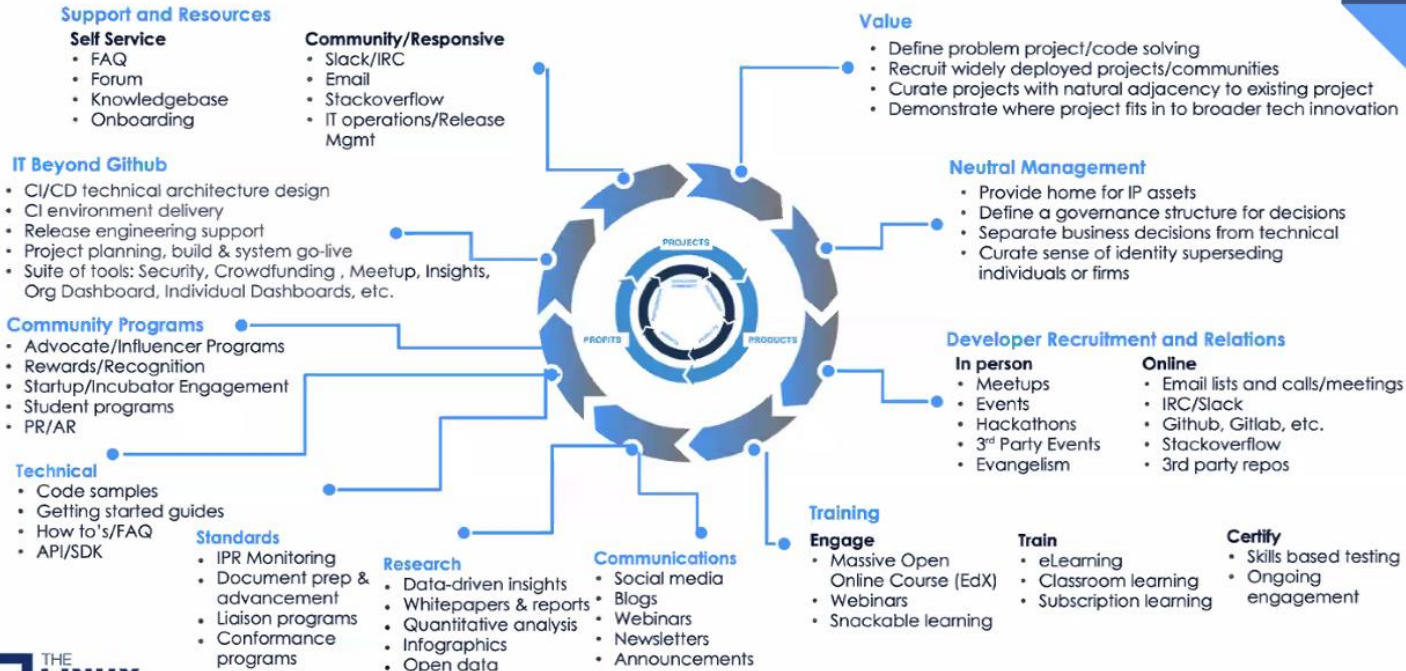 Support and Resources
Self Service
• FAQ
• Forum
• Knowledgebase
• Onboarding
Community/Responsive
• Slack/IRC
• Email
• Stackoverflow
• IT operations/Release
Mgmt
Value
• Define problem project/code solving
• Recruit widely deployed projects/communities
• Curate projects with natural adjacency to existing project
• Demonstrate where project fits in to broader tech innovation
IT Beyond Github
• CI/CD technical architecture design
• CI environment delivery
• Release engineering support
• Project planning, build & system go-live
• Suite of tools: Security, Crowdfunding , Meetup, Insights,
Org Dashboard, Individual Dashboards, etc.
Neutral Management
• Provide home for IP assets
• Define a governance structure for decisions
• Separate business decisions from technical
• Curate sense of identity superseding
individuals or firms
PROJECTS
PROFITS
PRODUCTS
Community Programs
• Advocate/Influencer Programs
• Rewards/Recognition
• Startup/Incubator Engagement
• Student programs
• PR/AR
Developer Recruitment and Relations
In person
• Meetups
• Events
• Hackathons
• 3rd Party Events
• Evangelism
Online
• Email lists and calls/meetings
• IRC/Slack
• Github, Gitlab, etc.
• Stackoverflow
• 3rd party repos
Technical
• Code samples
• Getting started guides
• How to's/FAQ
• API/SDK
Standards
• IPR Monitoring
• Document prep &
advancement
• Liaison programs
• Conformance
programs
Research
• Data-driven insights
• Whitepapers & reports
• Quantitative analysis
• Infographics
• Open data
Communications
• Social media
• Blogs
• Webinars
• Newsletters
• Announcements
Training
Engage
• Massive Open
Online Course (EdX)
• Webinars
• Snackable learning
Train
• eLearning
• Classroom learning
• Subscription learning
Certify
• Skills based testing
• Ongoing
engagement
THE
LINUX